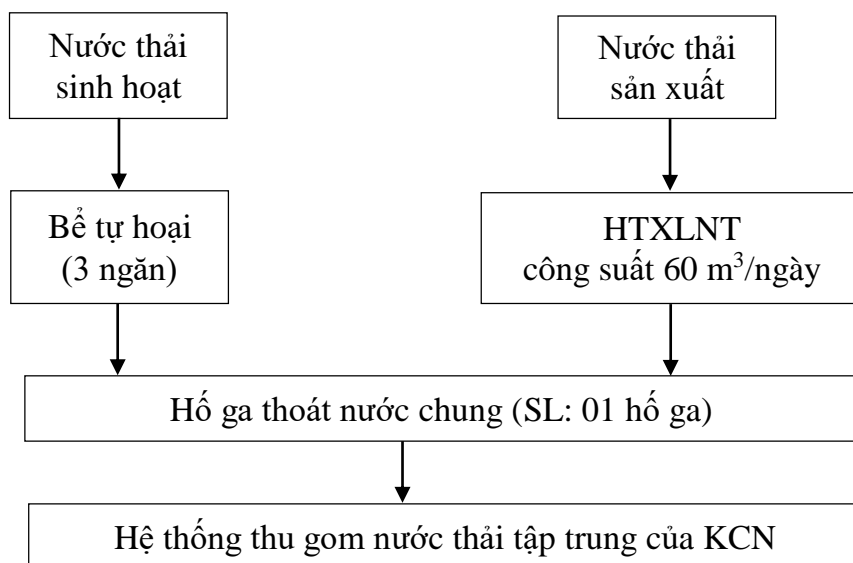 Nước thải
sinh hoạt
Nước thải
sản xuất
Bể tự hoại
(3 ngăn)
HTXLNT
công suất 60 m³/ngày
Hố ga thoát nước chung (SL: 01 hố ga)
Hệ thống thu gom nước thải tập trung của KCN